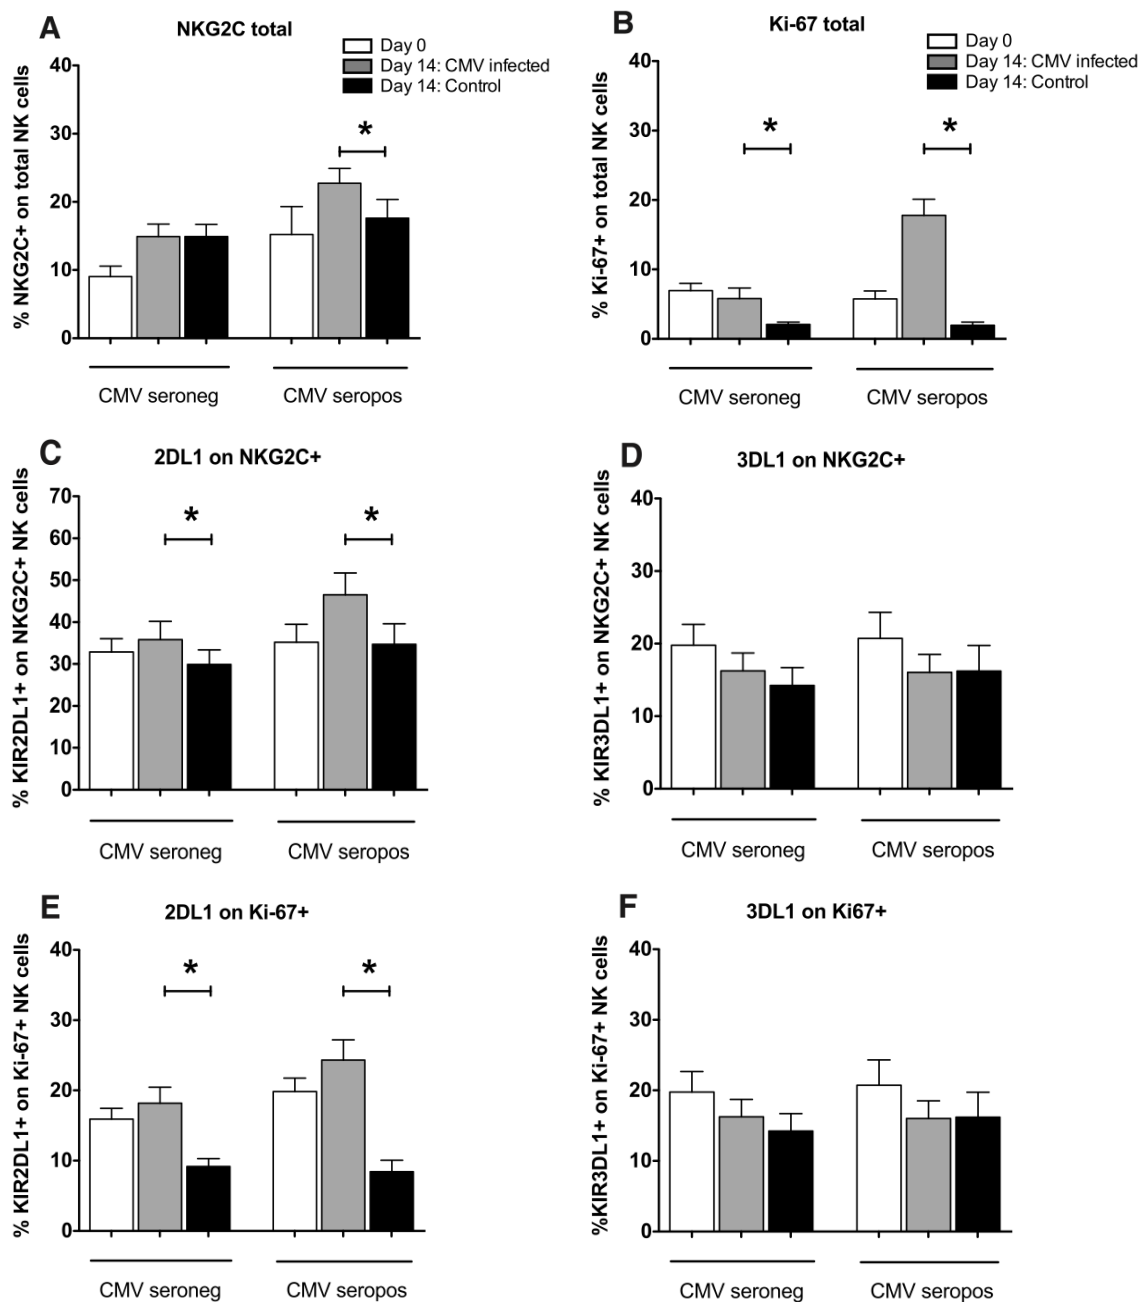 A
NKG2C total
Day 0
Day 14: CMV infected
Day 14: Control
% NKG2C+ on total NK cells
40
30
20
10
0
*
CMV seroneg
CMV seropos
B
Ki-67 total
Day 0
Day 14: CMV infected
Day 14: Control
% Ki-67+ on total NK cells
40
30
20
10
0
*
*
CMV seroneg
CMV seropos
C
2DL1 on NKG2C+
% KIR2DL1+ on NKG2C+ NK cells
70
60
50
40
30
20
10
0
*
*
CMV seroneg
CMV seropos
D
3DL1 on NKG2C+
% KIR3DL1+ on NKG2C+ NK cells
40
30
20
10
0
CMV seroneg
CMV seropos
E
2DL1 on Ki-67+
% KIR2DL1+ on Ki-67+ NK cells
40
30
20
10
0
*
*
CMV seroneg
CMV seropos
F
3DL1 on Ki67+
%KIR3DL1+ on Ki-67+ NK cells
40
30
20
10
0
CMV seroneg
CMV seropos